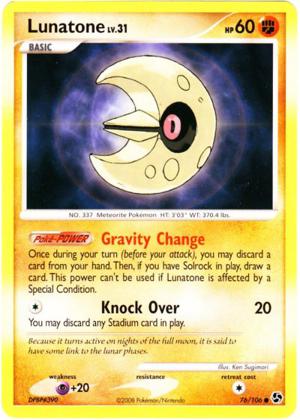 Lunatone LV.31
HP 60
BASIC
NO. 337 Meteorite Pokémon HT: 3'03" WT: 370.4 lbs.
Poké-POWER Gravity Change
Once during your turn (before your attack), you may discard a
card from your hand. Then, if you have Solrock in play, draw a
card. This power can't be used if Lunatone is affected by a
Special Condition.
Knock Over 20
You may discard any Stadium card in play.
Illus. Ken Sugimori
Because it turns active on nights of the full moon, it is said to
have some link to the lunar phases.
weakness resistance retreat cost
+20
DPBP#390 ©2008 Pokémon/Nintendo 76/106